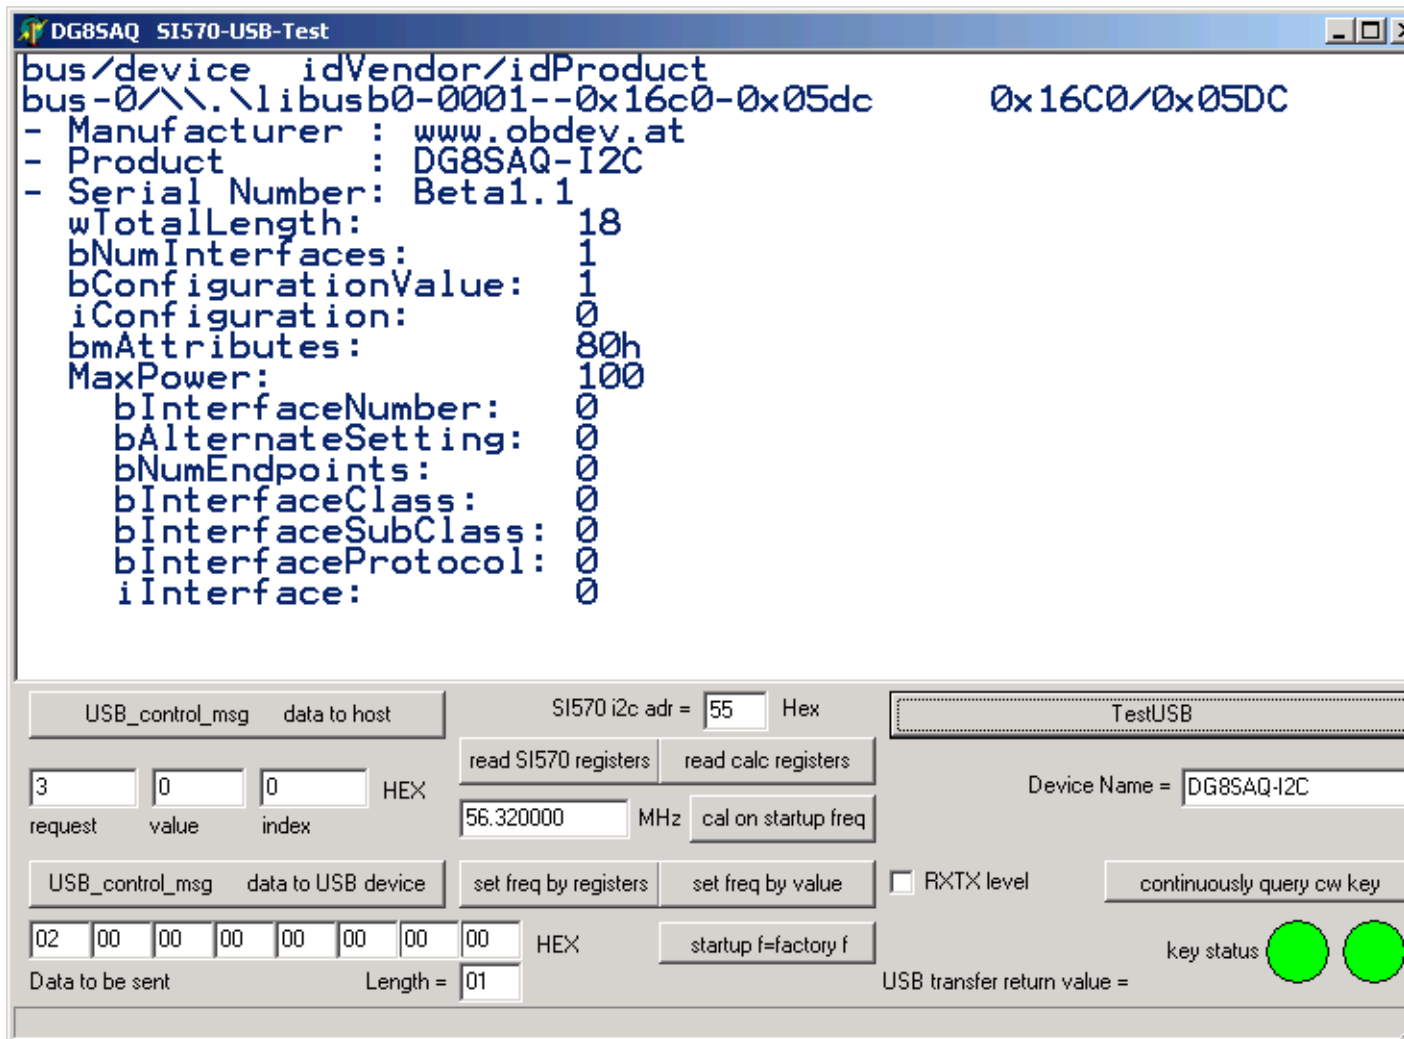 DG8SAQ   SI570-USB-Test
bus/device  idVendor/idProduct
bus-0/\\.\libusb0-0001--0x16c0-0x05dc     0x16C0/0x05DC
- Manufacturer : www.obdev.at
- Product      : DG8SAQ-I2C
- Serial Number: Beta1.1
  wTotalLength:         18
  bNumInterfaces:       1
  bConfigurationValue:  1
  iConfiguration:       0
  bmAttributes:         80h
  MaxPower:             100
    bInterfaceNumber:   0
    bAlternateSetting:  0
    bNumEndpoints:      0
    bInterfaceClass:    0
    bInterfaceSubClass: 0
    bInterfaceProtocol: 0
    iInterface:         0
USB_control_msg data to host
SI570 i2c adr = 55 Hex
TestUSB
read SI570 registers read calc registers
3 0 0 HEX
Device Name = DG8SAQ-I2C
request value index
56.320000 MHz cal on startup freq
USB_control_msg data to USB device
set freq by registers set freq by value
RXTX level
continuously query cw key
02 00 00 00 00 00 00 00 HEX
startup f=factory f
key status
Data to be sent
Length = 01
USB transfer return value =